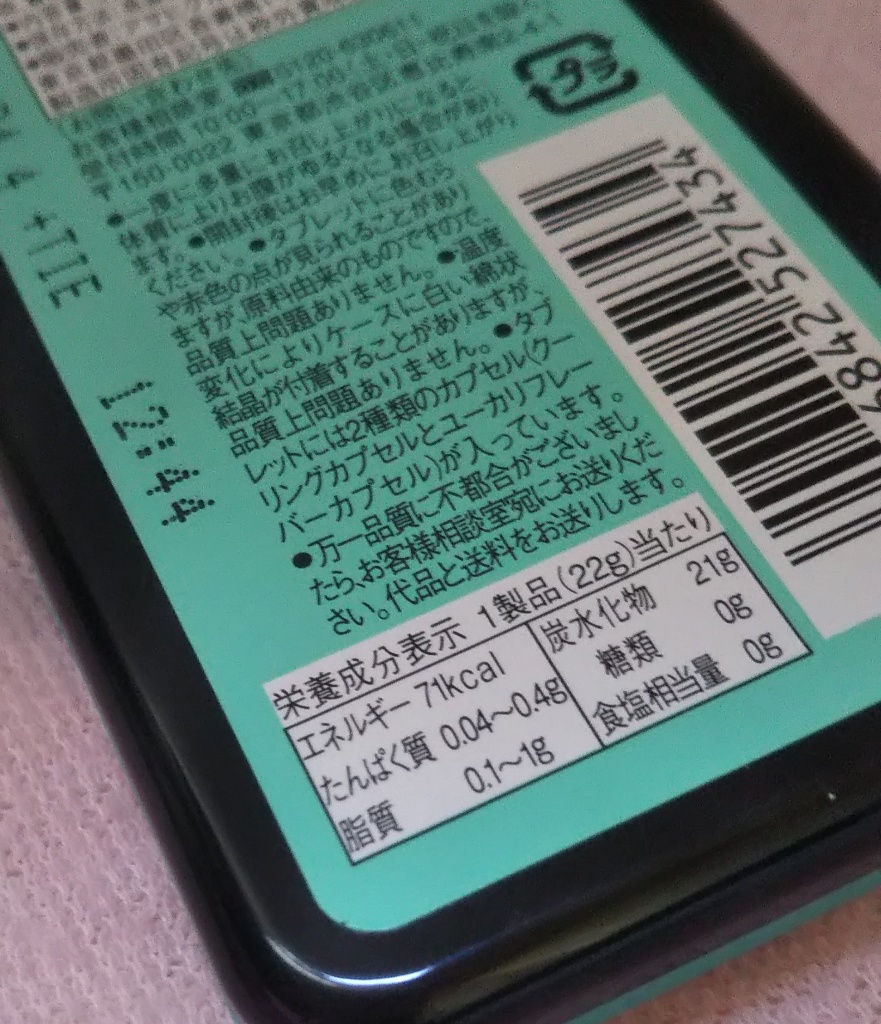 お客様相談室 0120-
受付時間 10:00〜17:00
〒150-0022 東京都渋谷区恵比寿南2-4-1
●一度に多量にお召し上がりになると、
体質によりお腹がゆるくなる場合があり
ます。●開封後はお早めにお召し上がり
ください。●タブレットに色むら
や赤色の点が見られることがあり
ますが、原料由来のものですので、
品質上問題ありません。●温度
変化によりケースに白い綿状
結晶が付着することがありますが、
品質上問題ありません。●タブ
レットには2種類のカプセル(クー
リングカプセルとユーカリフレー
バーカプセル)が入っています。
●万一品質に不都合がございまし
たら、お客様相談室宛にお送りくだ
さい。代品と送料をお送りします。
プラ
6842 527434
+TIE
12:44
栄養成分表示 1製品(22g)当たり
エネルギー 71kcal
たんぱく質 0.04〜0.4g
脂質 0.1〜1g
炭水化物 21g
糖類 0g
食塩相当量 0g